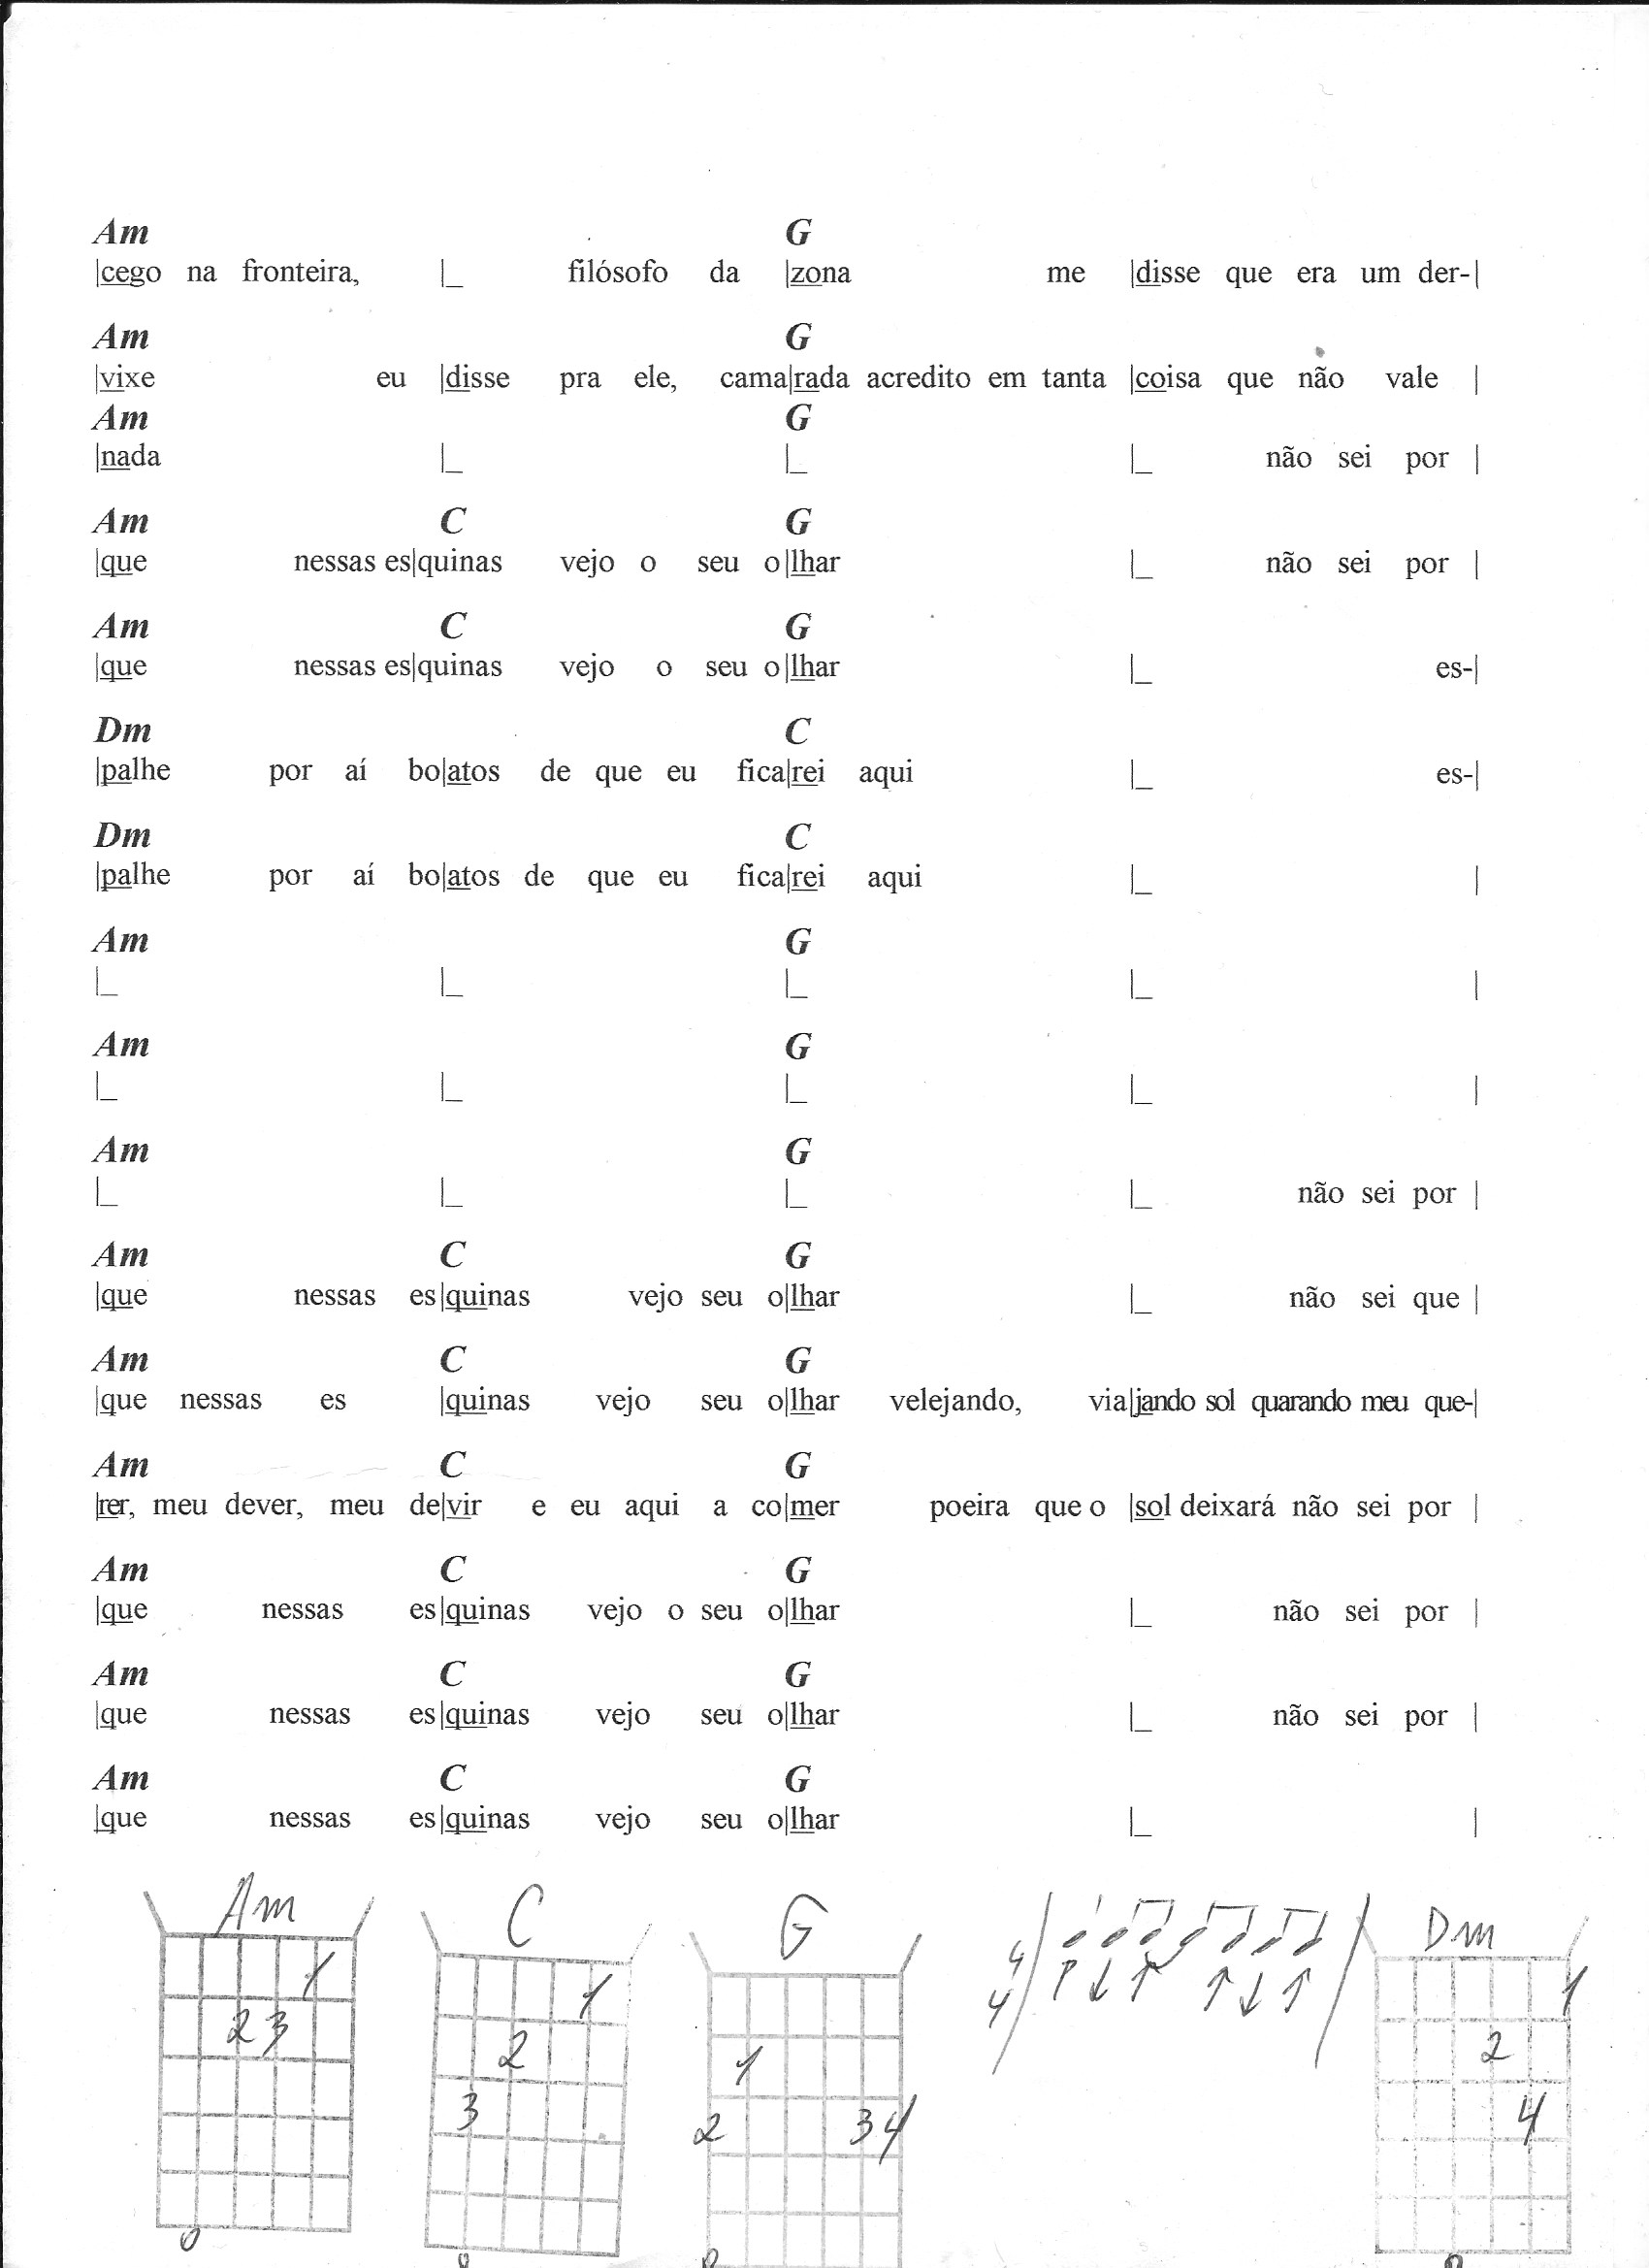 Am G
|cego na fronteira, |_ filósofo da |zona me |disse que era um der-|
Am G
|vixe eu |disse pra ele, cama|rada acredito em tanta |coisa que não vale |
Am G
|nada |_ |_ |_ não sei por |
Am C G
|que nessas es|quinas vejo o seu o|lhar |_ não sei por |
Am C G
|que nessas es|quinas vejo o seu o|lhar |_ es-|
Dm C
|palhe por aí bo|atos de que eu fica|rei aqui |_ es-|
Dm C
|palhe por aí bo|atos de que eu fica|rei aqui |_ |
Am G
|_ |_ |_ |_ |
Am G
|_ |_ |_ |_ |
Am G
|_ |_ |_ |_ não sei por |
Am C G
|que nessas es|quinas vejo seu o|lhar |_ não sei que |
Am C G
|que nessas es |quinas vejo seu o|lhar velejando, via|jando sol quarando meu que-|
Am C G
|rer, meu dever, meu de|vir e eu aqui a co|mer poeira que o |sol deixará não sei por |
Am C G
|que nessas es|quinas vejo o seu o|lhar |_ não sei por |
Am C G
|que nessas es|quinas vejo seu o|lhar |_ não sei por |
Am C G
|que nessas es|quinas vejo seu o|lhar |_ |
Am C G Dm
1 1 4 P ↓ ↑ ↑ ↓ ↑ 1
2 3 2 1 4 2
3 2 3 4 4
0